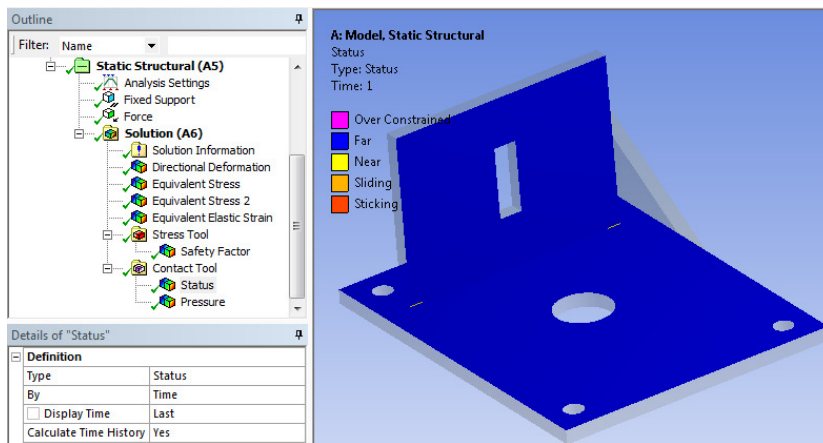 Outline
Filter: Name
Static Structural (A5)
Analysis Settings
Fixed Support
Force
Solution (A6)
Solution Information
Directional Deformation
Equivalent Stress
Equivalent Stress 2
Equivalent Elastic Strain
Stress Tool
Safety Factor
Contact Tool
Status
Pressure
Details of "Status"
Definition
Type Status
By Time
Display Time Last
Calculate Time History Yes
A: Model, Static Structural
Status
Type: Status
Time: 1
Over Constrained
Far
Near
Sliding
Sticking